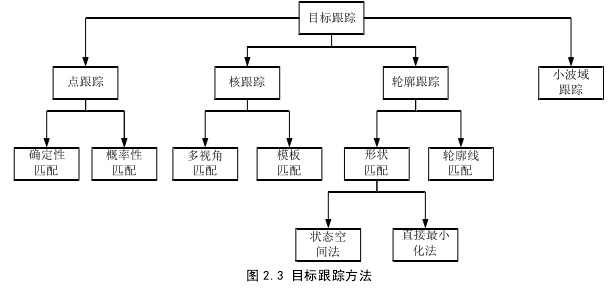 目标跟踪
点跟踪
核跟踪
轮廓跟踪
小波域
跟踪
确定性
匹配
概率性
匹配
多视角
匹配
模板
匹配
形状
匹配
轮廓线
匹配
状态空
间法
直接最小
化法
图 2.3 目标跟踪方法